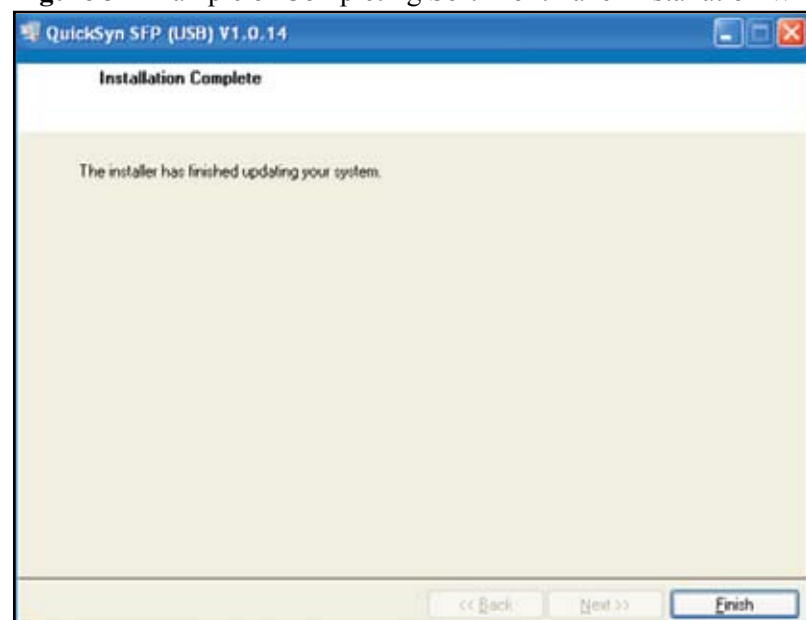 QuickSyn SFP (USB) V1.0.14
Installation Complete
The installer has finished updating your system.
<< Back Next >> Finish